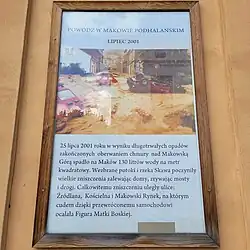 POWÓDŹ W MAKOWIE PODHALAŃSKIM
LIPIEC 2001
25 lipca 2001 roku w wyniku długotrwałych opadów
zakończonych oberwaniem chmury nad Makowską
Górą spadło na Maków 130 litrów wody na metr
kwadratowy. Wezbrane potoki i rzeka Skawa poczyniły
wielkie zniszczenia zalewając domy, zrywając mosty
i drogi. Całkowitemu zniszczeniu uległy ulice:
Źródlana, Kościelna i Makowski Rynek, na którym
cudem dzięki przewróconemu samochodowi
ocalała Figura Matki Boskiej.